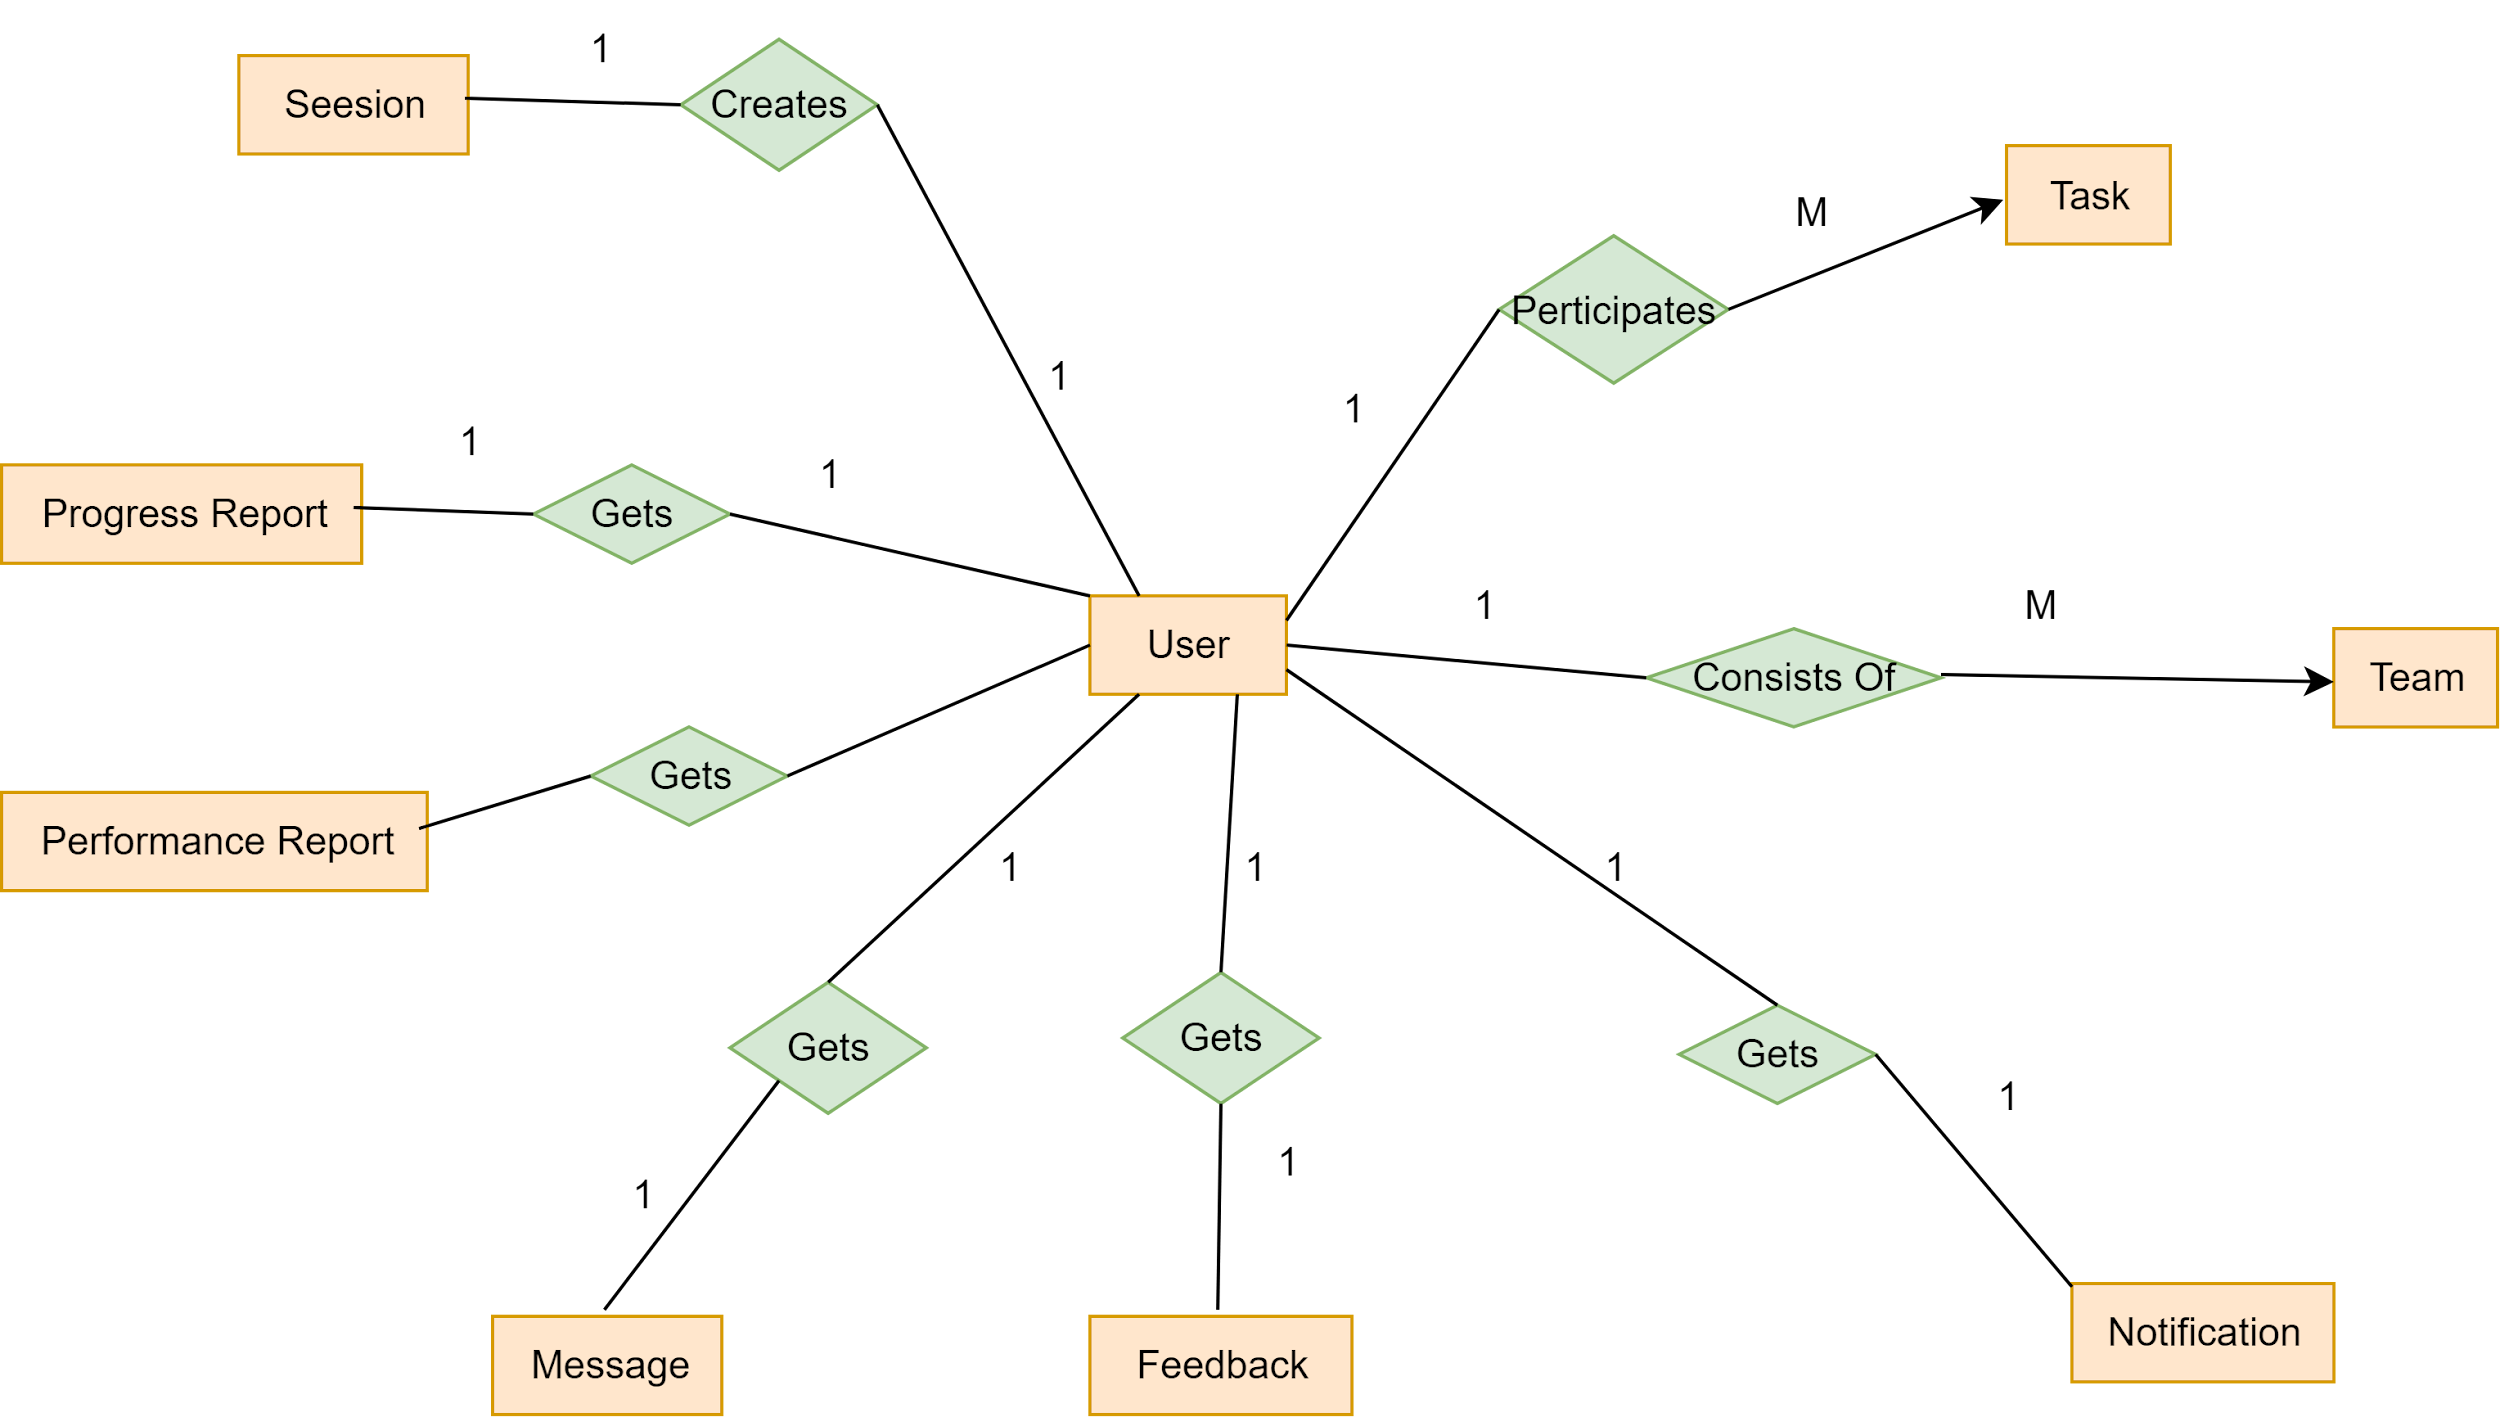 1
Seesion
Creates
Task
M
Perticipates
1
1
1
1
Progress Report
Gets
1
M
User
Consists Of
Team
Gets
Performance Report
1
1
1
Gets
Gets
Gets
1
1
1
Message
Feedback
Notification